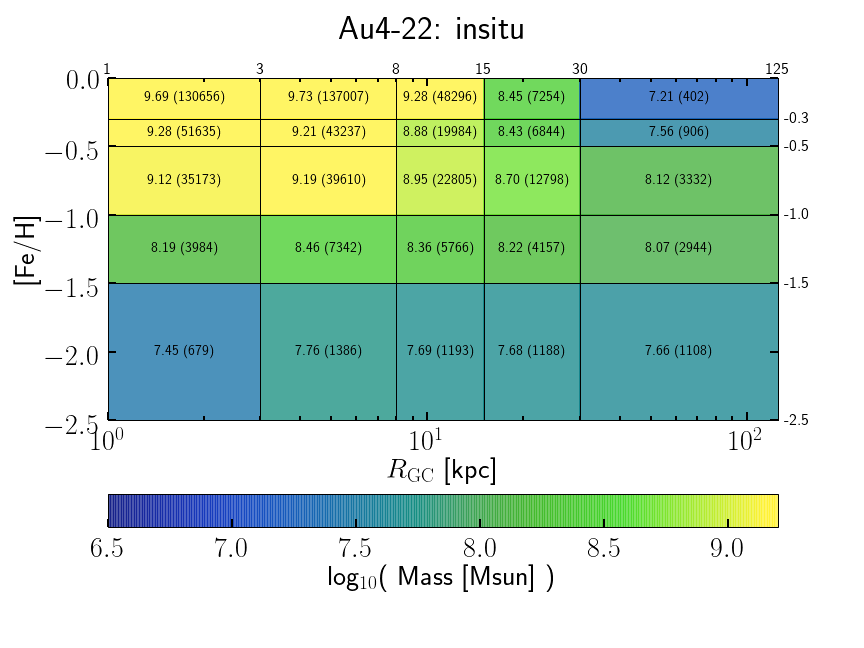 Au4-22: insitu
1 3 8 15 30 125
0.0
9.69 (130656) 9.73 (137007) 9.28 (48296) 8.45 (7254) 7.21 (402)
-0.3
9.28 (51635) 9.21 (43237) 8.88 (19984) 8.43 (6844) 7.56 (906)
−0.5 -0.5
9.12 (35173) 9.19 (39610) 8.95 (22805) 8.70 (12798) 8.12 (3332)
−1.0 -1.0
8.19 (3984) 8.46 (7342) 8.36 (5766) 8.22 (4157) 8.07 (2944)
[Fe/H]
−1.5 -1.5
7.45 (679) 7.76 (1386) 7.69 (1193) 7.68 (1188) 7.66 (1108)
−2.0
−2.5 -2.5
10⁰ 10¹ 10²
R_GC [kpc]
6.5 7.0 7.5 8.0 8.5 9.0
log₁₀( Mass [Msun] )